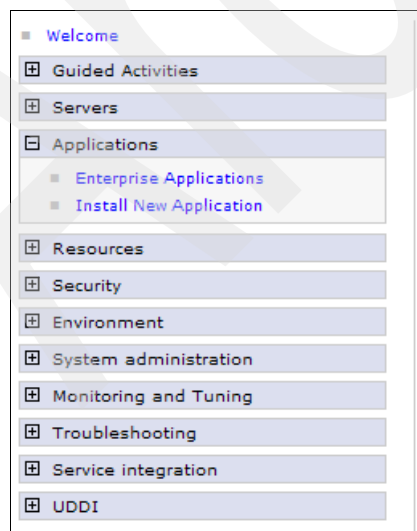 Welcome
Guided Activities
Servers
Applications
Enterprise Applications
Install New Application
Resources
Security
Environment
System administration
Monitoring and Tuning
Troubleshooting
Service integration
UDDI